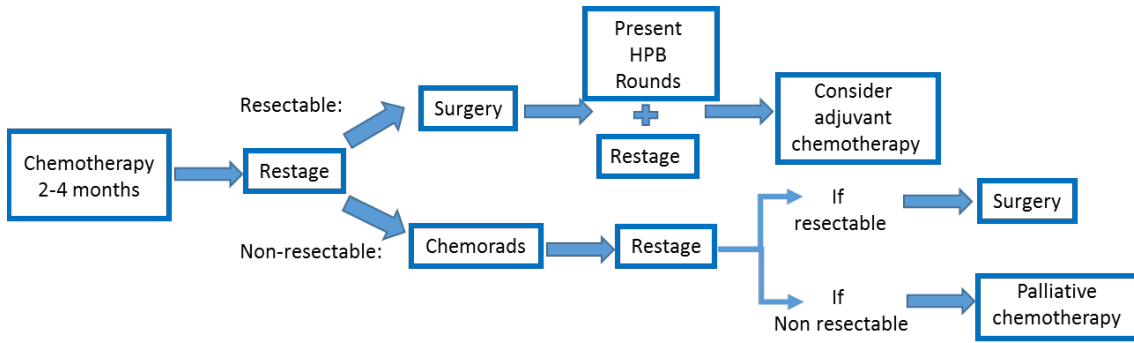 Chemotherapy
2-4 months
Restage
Resectable:
Surgery
Present
HPB
Rounds
Restage
Consider
adjuvant
chemotherapy
Non-resectable:
Chemorads
Restage
If
resectable
Surgery
If
Non resectable
Palliative
chemotherapy